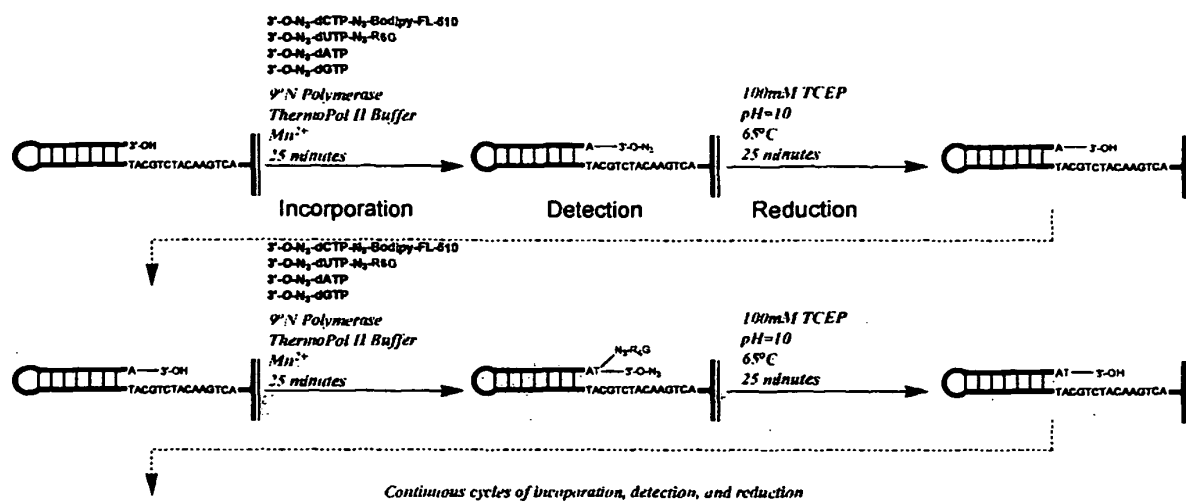 3'-O-N₃-dCTP-N₃-Bodipy-FL-510
3'-O-N₃-dUTP-N₃-R6G
3'-O-N₃-dATP
3'-O-N₃-dGTP
9°N Polymerase
ThermoPol II Buffer
Mn²⁺
25 minutes
100mM TCEP
pH=10
65°C
25 minutes
3'-OH
TACGTCTACAAGTCA
A 3'-O-N₃
TACGTCTACAAGTCA
A 3'-OH
TACGTCTACAAGTCA
Incorporation Detection Reduction
3'-O-N₃-dCTP-N₃-Bodipy-FL-510
3'-O-N₃-dUTP-N₃-R6G
3'-O-N₃-dATP
3'-O-N₃-dGTP
9°N Polymerase
ThermoPol II Buffer
Mn²⁺
25 minutes
100mM TCEP
pH=10
65°C
25 minutes
A 3'-OH
TACGTCTACAAGTCA
N₃-R₆G
AT 3'-O-N₃
TACGTCTACAAGTCA
AT 3'-OH
TACGTCTACAAGTCA
Continuous cycles of incorporation, detection, and reduction